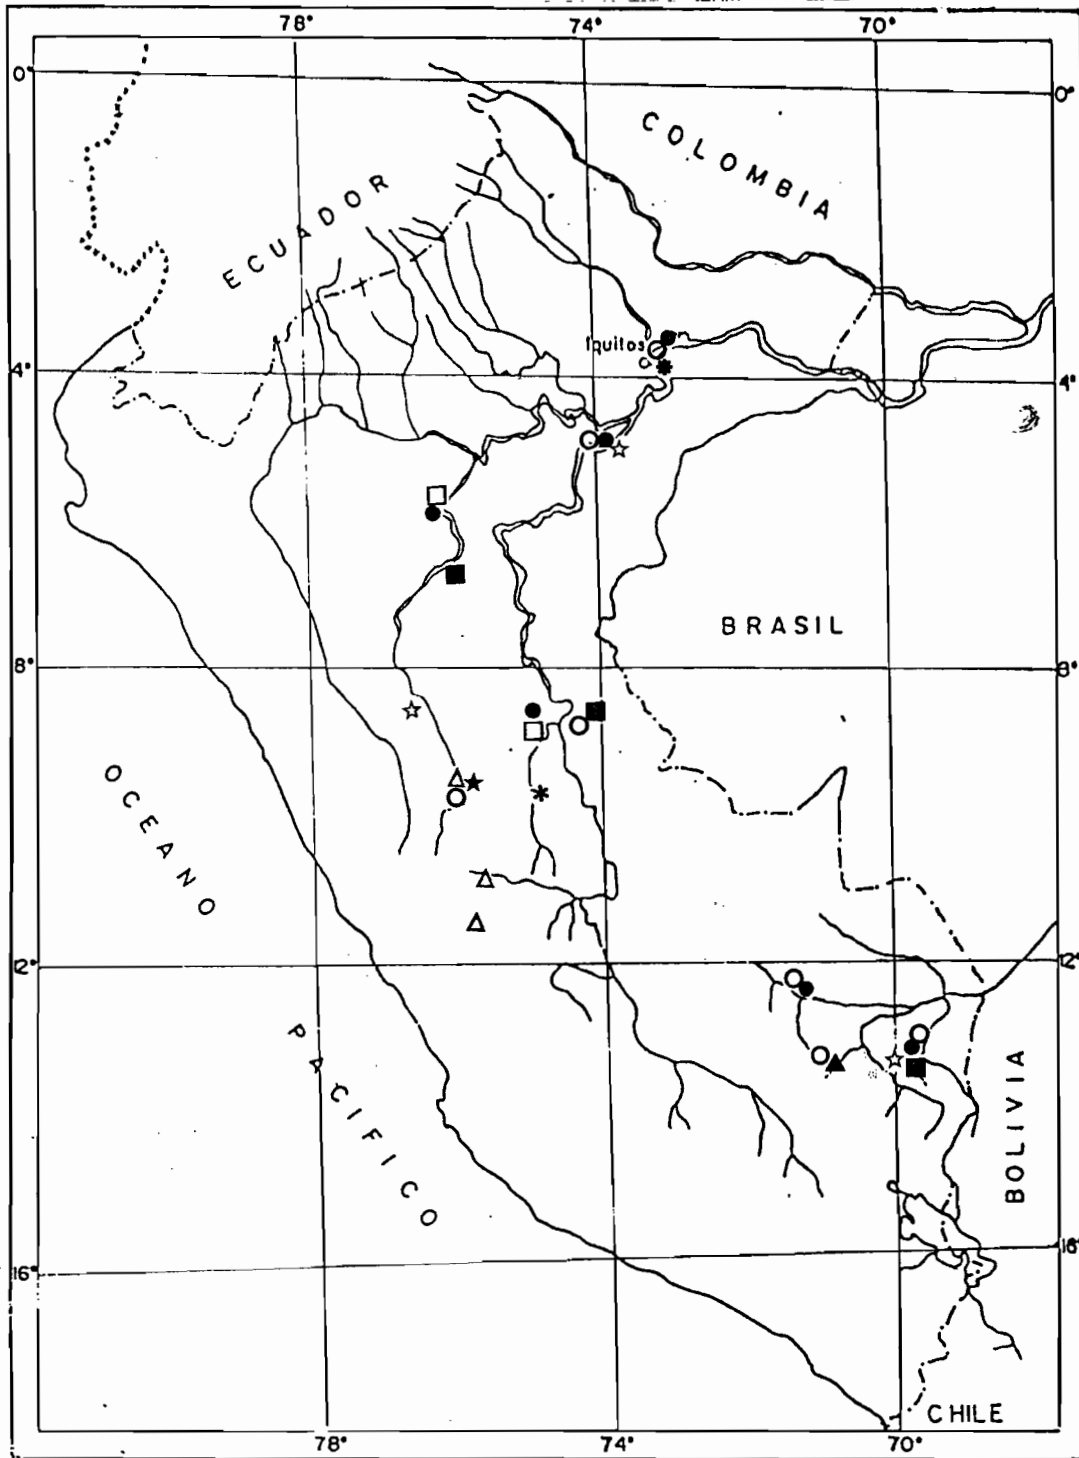 78° 74° 70°
0° 0°
COLOMBIA
ECUADOR
Iquitos
4° 4°
BRASIL
8° 8°
OCEANO
12° 12°
PACIFICO
BOLIVIA
16° 16°
CHILE
78° 74° 70°